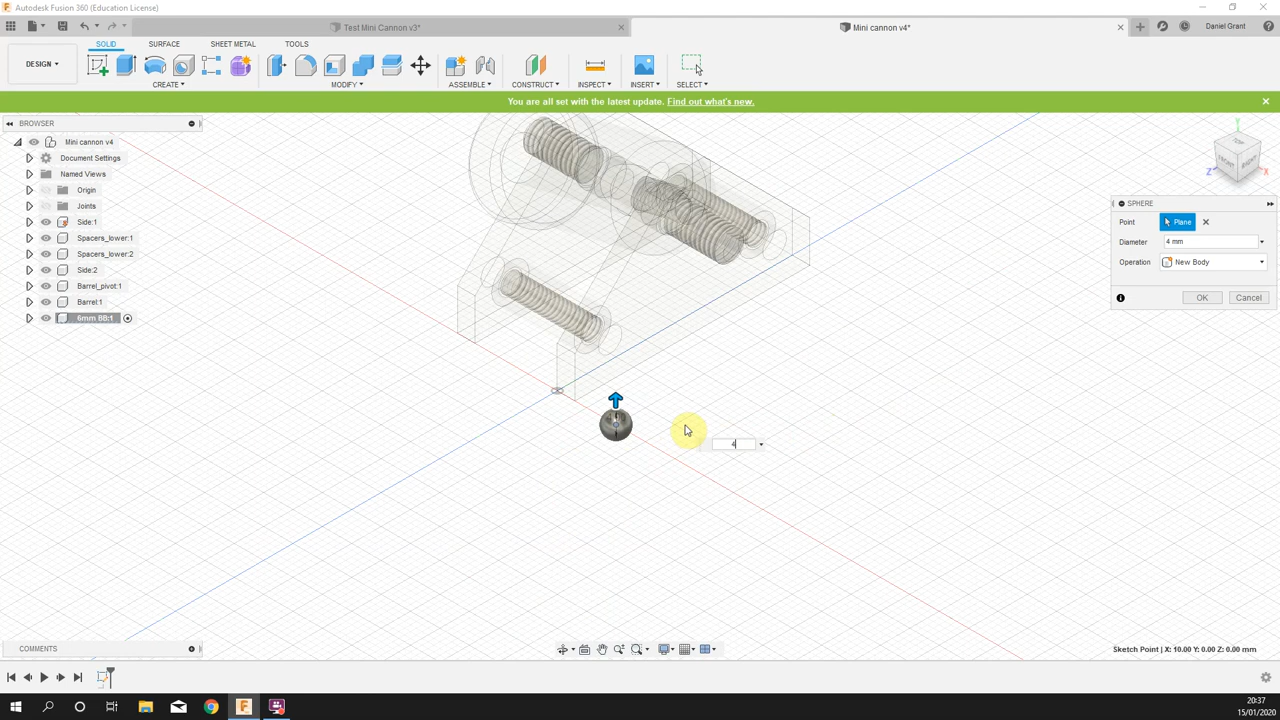 Autodesk Fusion 360 (Education License)
Test Mini Cannon v3*
Mini cannon v4*
Daniel Grant
DESIGN
SOLID SURFACE SHEET METAL TOOLS
CREATE MODIFY ASSEMBLE CONSTRUCT INSPECT INSERT SELECT
You are all set with the latest update. Find out what's new.
BROWSER
Mini cannon v4
Document Settings
Named Views
Origin
Joints
Side:1
Spacers_lower:1
Spacers_lower:2
Side:2
Barrel_pivot:1
Barrel:1
6mm BB:1
TOP
FRONT
RIGHT
Y
Z
X
SPHERE
Point Plane
Diameter 4 mm
Operation New Body
OK Cancel
4
COMMENTS
Sketch Point | X: 10.00 Y: 0.00 Z: 0.00 mm
20:37
15/01/2020